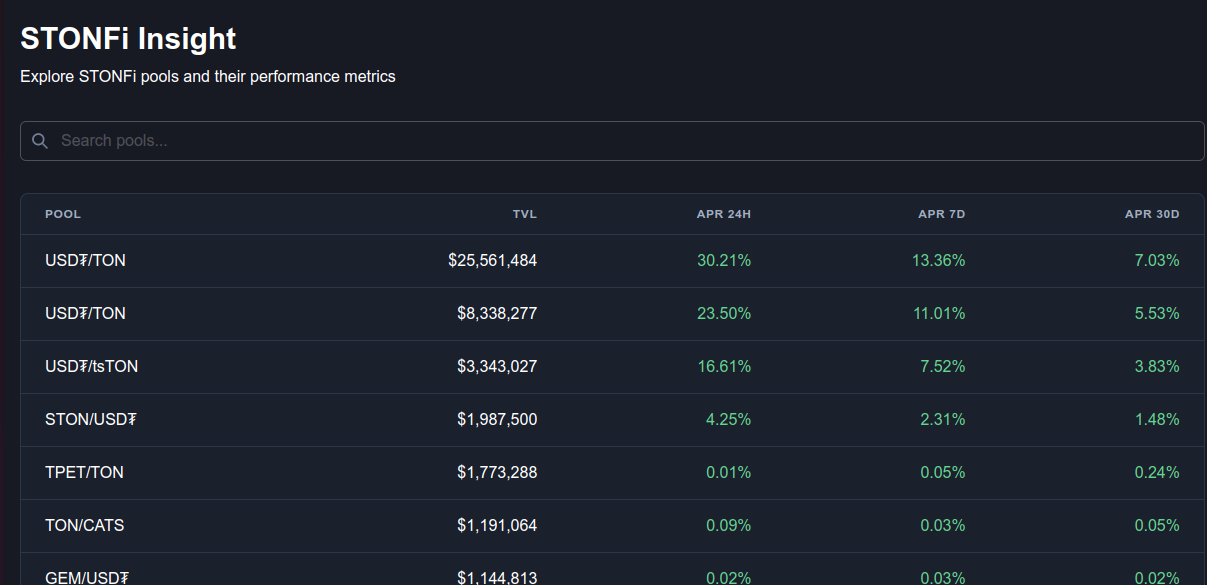 STONFi Insight
Explore STONFi pools and their performance metrics
Search pools...
POOL TVL APR 24H APR 7D APR 30D
USD₮/TON $25,561,484 30.21% 13.36% 7.03%
USD₮/TON $8,338,277 23.50% 11.01% 5.53%
USD₮/tsTON $3,343,027 16.61% 7.52% 3.83%
STON/USD₮ $1,987,500 4.25% 2.31% 1.48%
TPET/TON $1,773,288 0.01% 0.05% 0.24%
TON/CATS $1,191,064 0.09% 0.03% 0.05%
GEM/USD₮ $1,144,813 0.02% 0.03% 0.02%